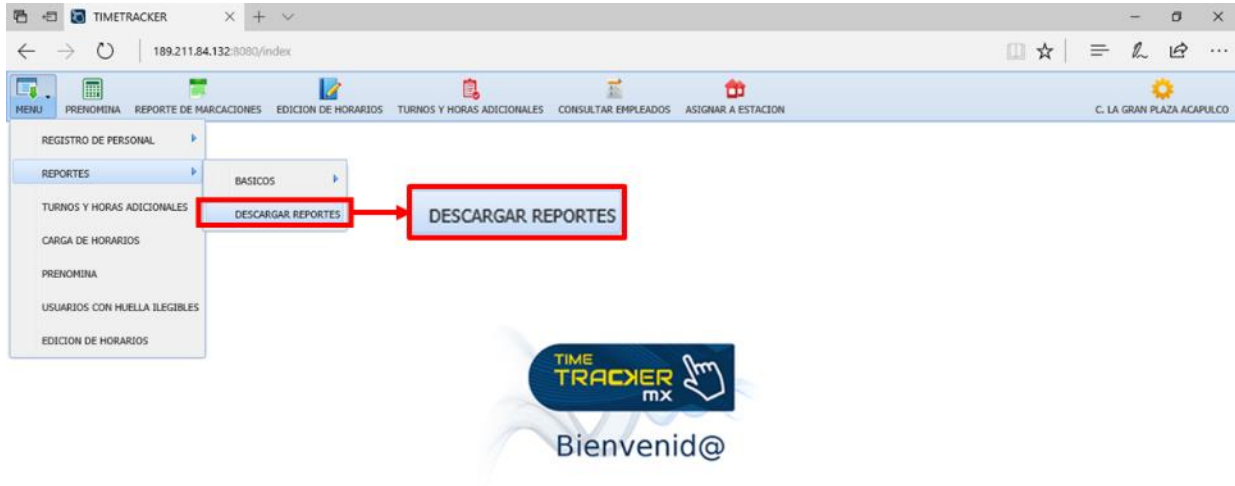 TIMETRACKER
189.211.84.132:8080/index
MENU PRENOMINA REPORTE DE MARCACIONES EDICION DE HORARIOS TURNOS Y HORAS ADICIONALES CONSULTAR EMPLEADOS ASIGNAR A ESTACION C. LA GRAN PLAZA ACAPULCO
REGISTRO DE PERSONAL
REPORTES
BASICOS
TURNOS Y HORAS ADICIONALES
DESCARGAR REPORTES
DESCARGAR REPORTES
CARGA DE HORARIOS
PRENOMINA
USUARIOS CON HUELLA ILEGIBLES
EDICION DE HORARIOS
TIME
TRACKER
mx
Bienvenid@